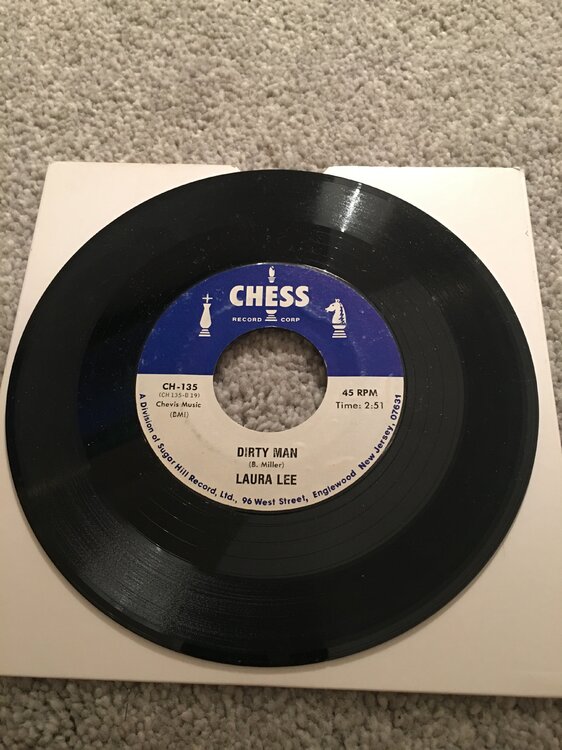 CHESS
RECORD CORP
CH-135
(CH 135-B 19)
Chevis Music
(BMI)
45 RPM
Time: 2:51
DIRTY MAN
(B. Miller)
LAURA LEE
A Division of Sugar Hill Record, Ltd., 96 West Street, Englewood New Jersey, 07631